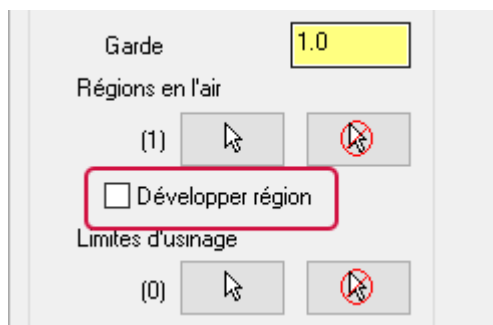 Garde 1.0
Régions en l'air
(1)
Développer région
Limites d'usinage
(0)